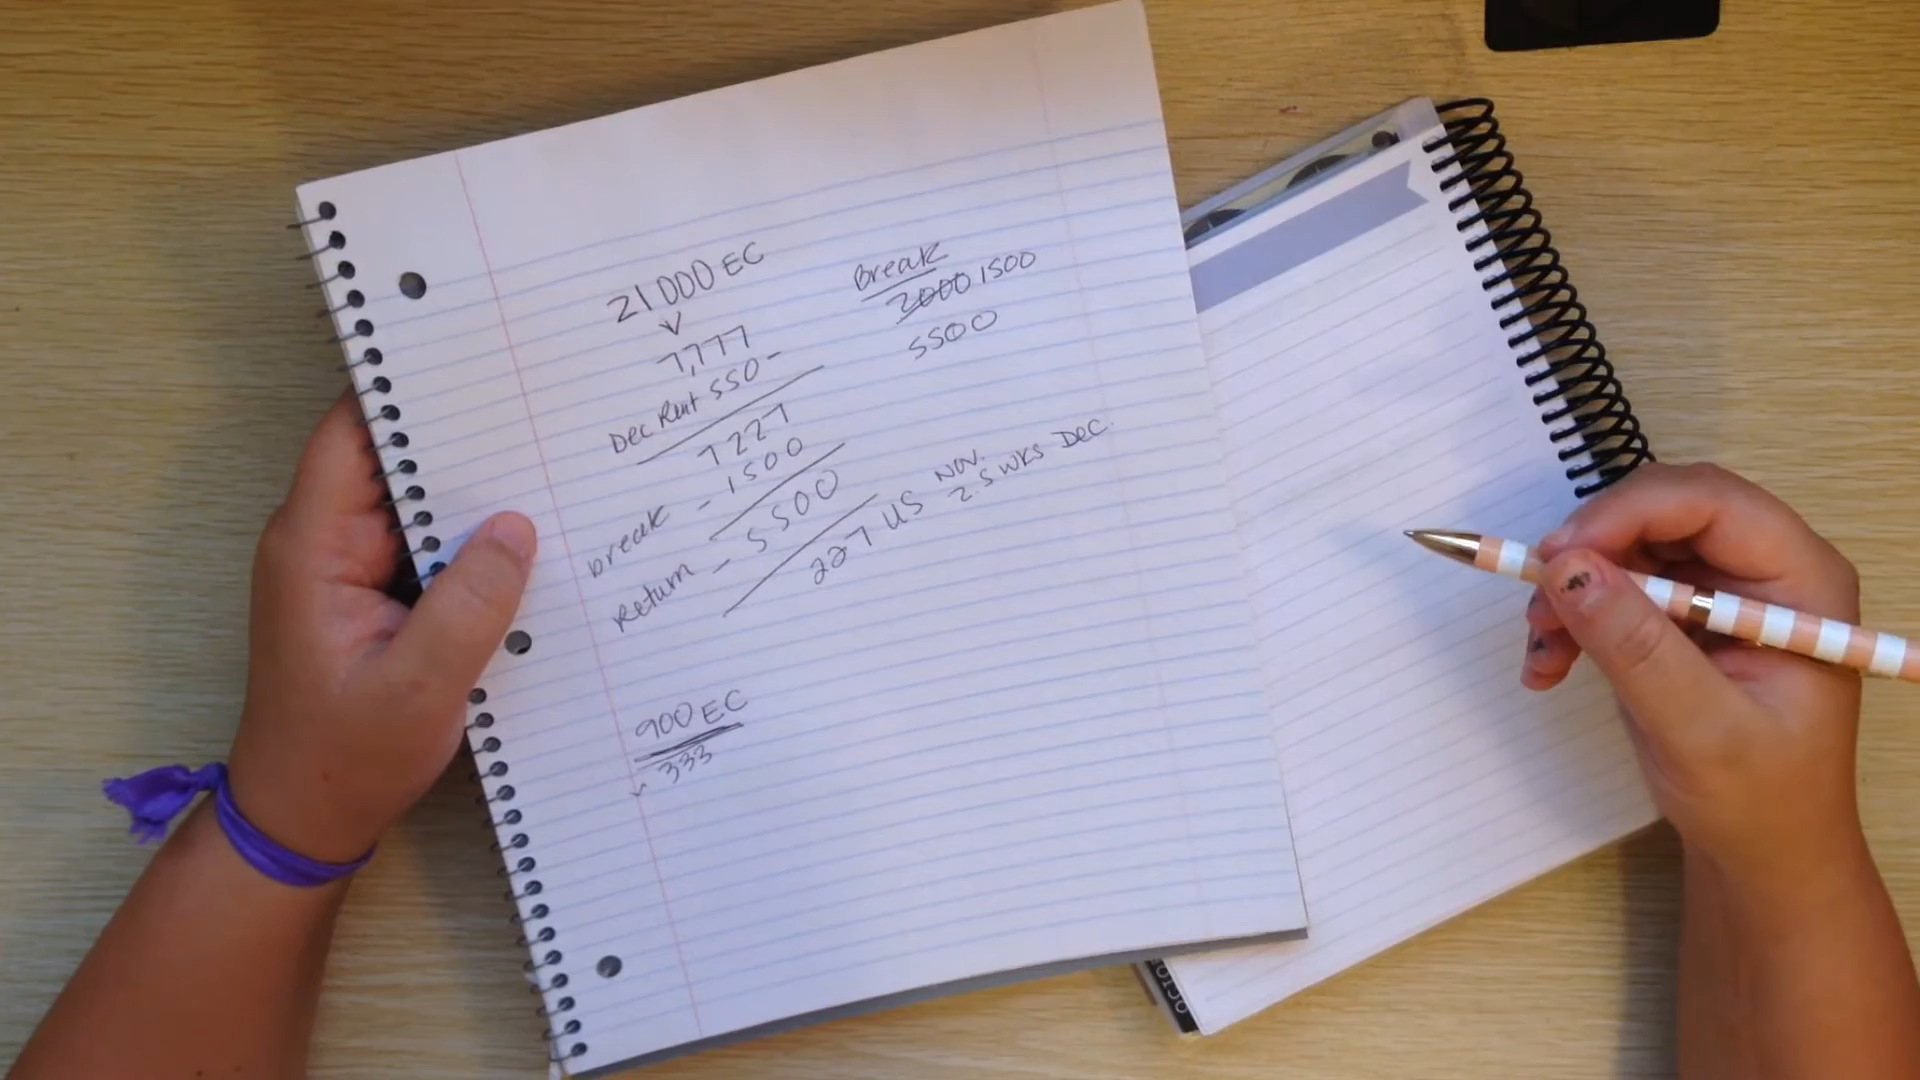 21000 EC
7,777
Dec Rent 550 -
7227
break - 1500
return - 5500
227 US Nov.
2.5 wks Dec.
Break
2000 1500
5500
900 EC
333